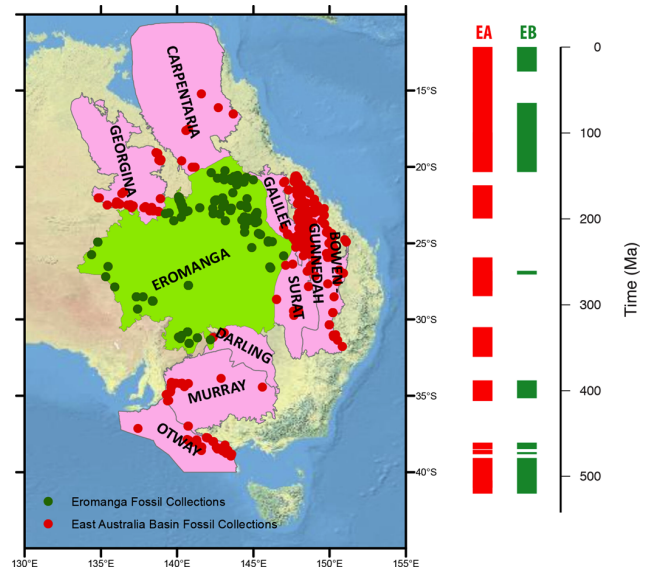 EA
EB
CARPENTARIA
GEORGINA
GALILEE
BOWEN
GUNNEDAH
SURAT
EROMANGA
DARLING
MURRAY
OTWAY
Eromanga Fossil Collections
East Australia Basin Fossil Collections
15°S
20°S
25°S
30°S
35°S
40°S
130°E
135°E
140°E
145°E
150°E
155°E
0
100
200
300
400
500
Time (Ma)